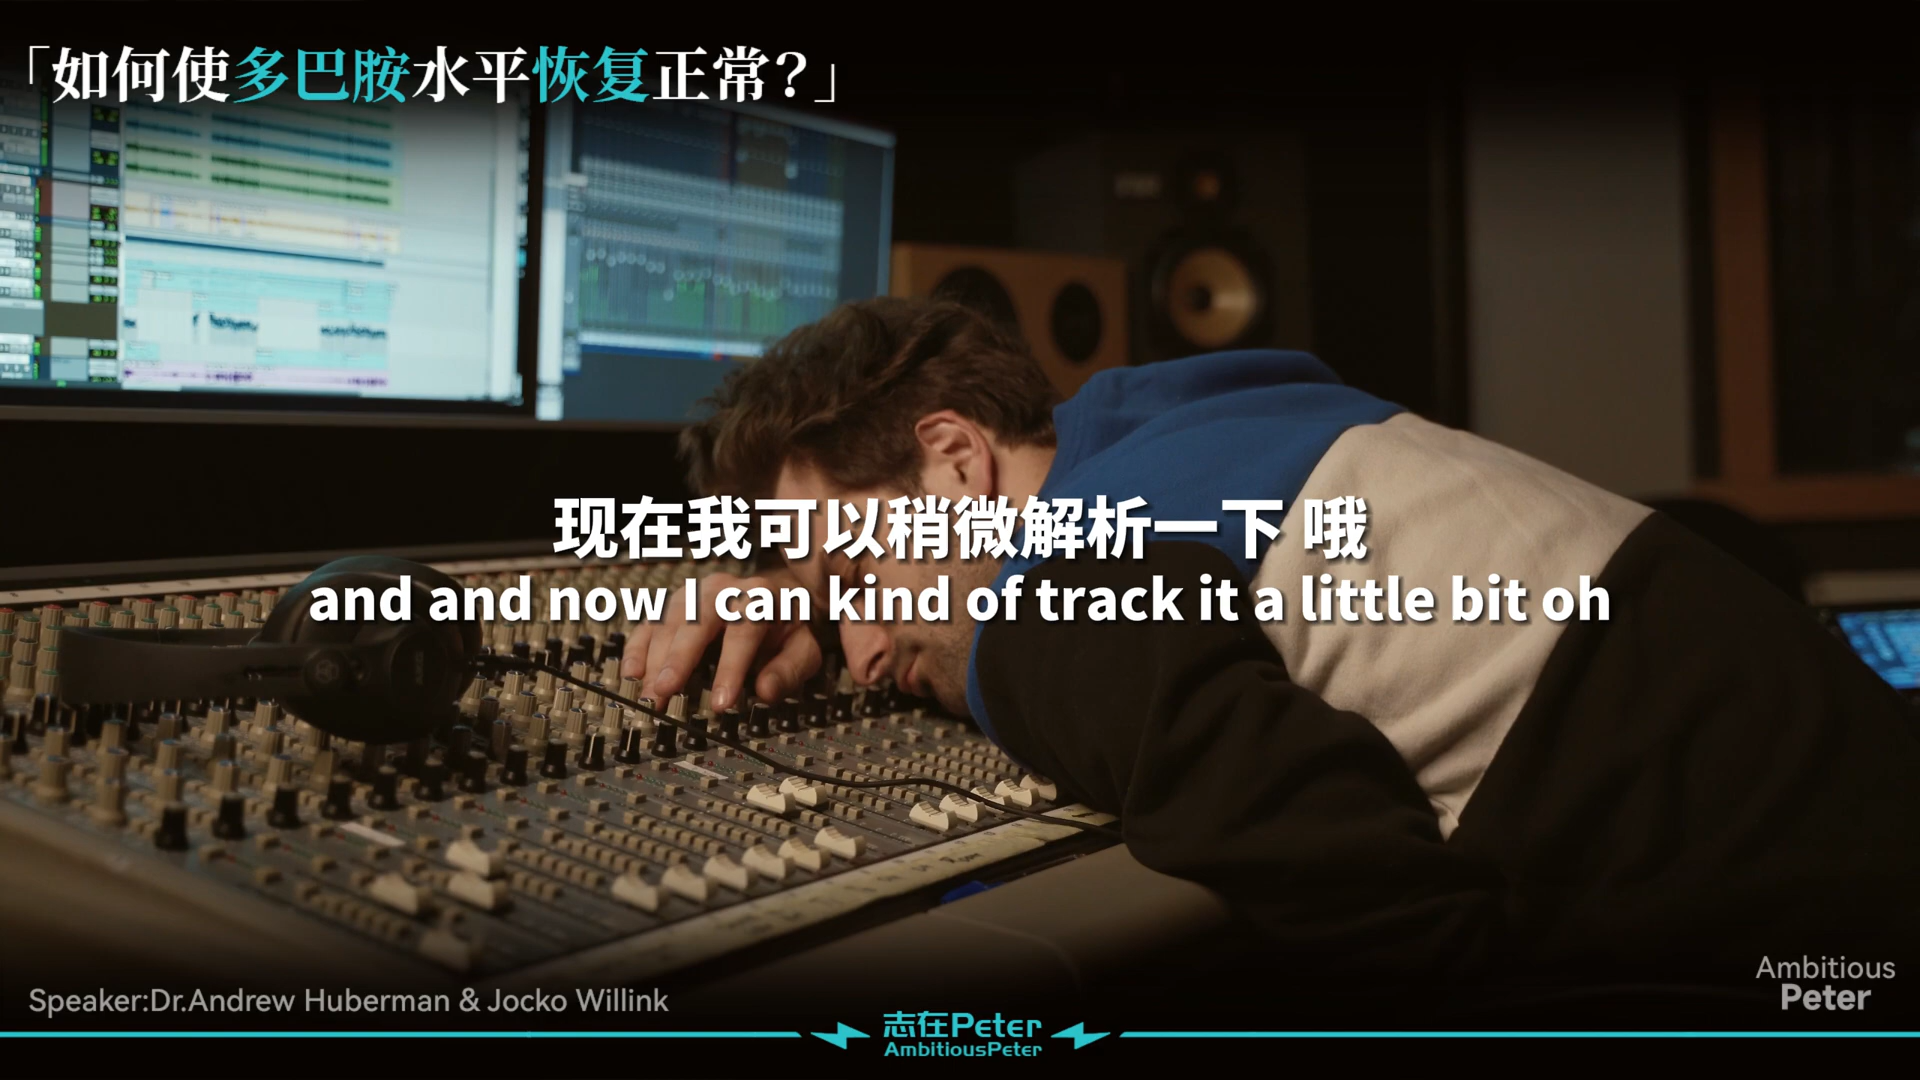 「如何使多巴胺水平恢复正常？」
现在我可以稍微解析一下 哦
and and now I can kind of track it a little bit oh
Speaker:Dr.Andrew Huberman & Jocko Willink
Ambitious
Peter
志在Peter
AmbitiousPeter